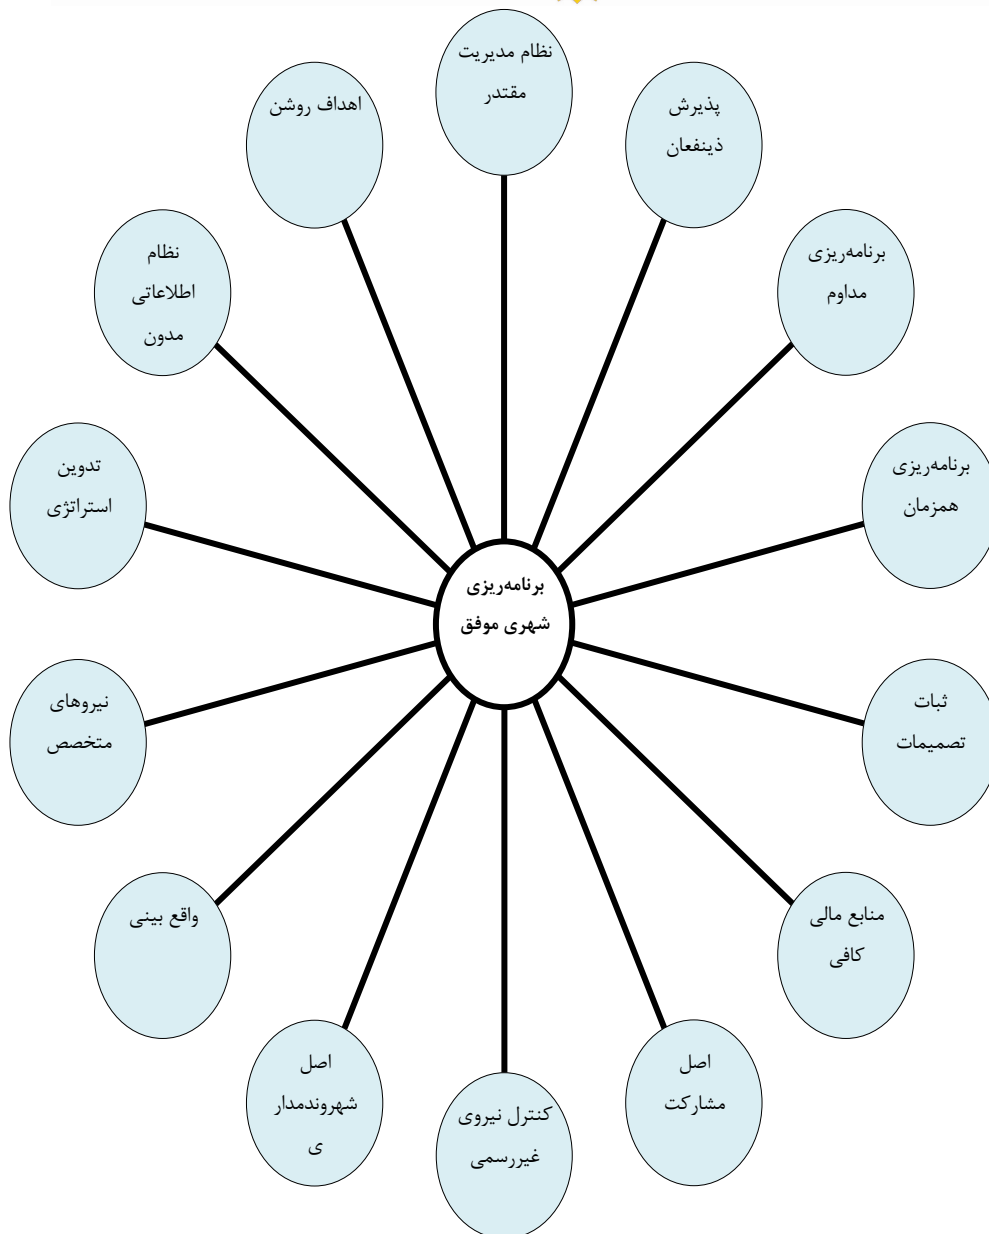 نظام مدیریت
مقتدر
پذیرش
ذینفعان
برنامه‌ریزی
مداوم
برنامه‌ریزی
همزمان
ثبات
تصمیمات
منابع مالی
کافی
اصل
مشارکت
کنترل نیروی
غیررسمی
اصل
شهروندمدار
ی
واقع بینی
نیروهای
متخصص
تدوین
استراتژی
نظام
اطلاعاتی
مدون
اهداف روشن
برنامه‌ریزی
شهری موفق